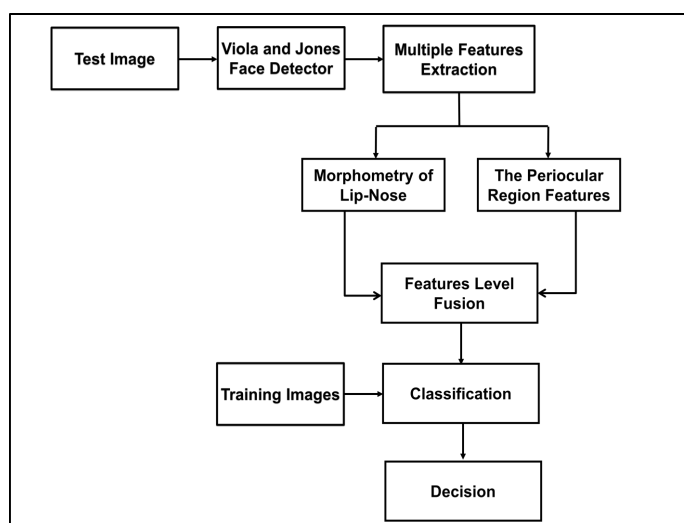 Test Image
Viola and Jones
Face Detector
Multiple Features
Extraction
Morphometry of
Lip-Nose
The Periocular
Region Features
Features Level
Fusion
Training Images
Classification
Decision